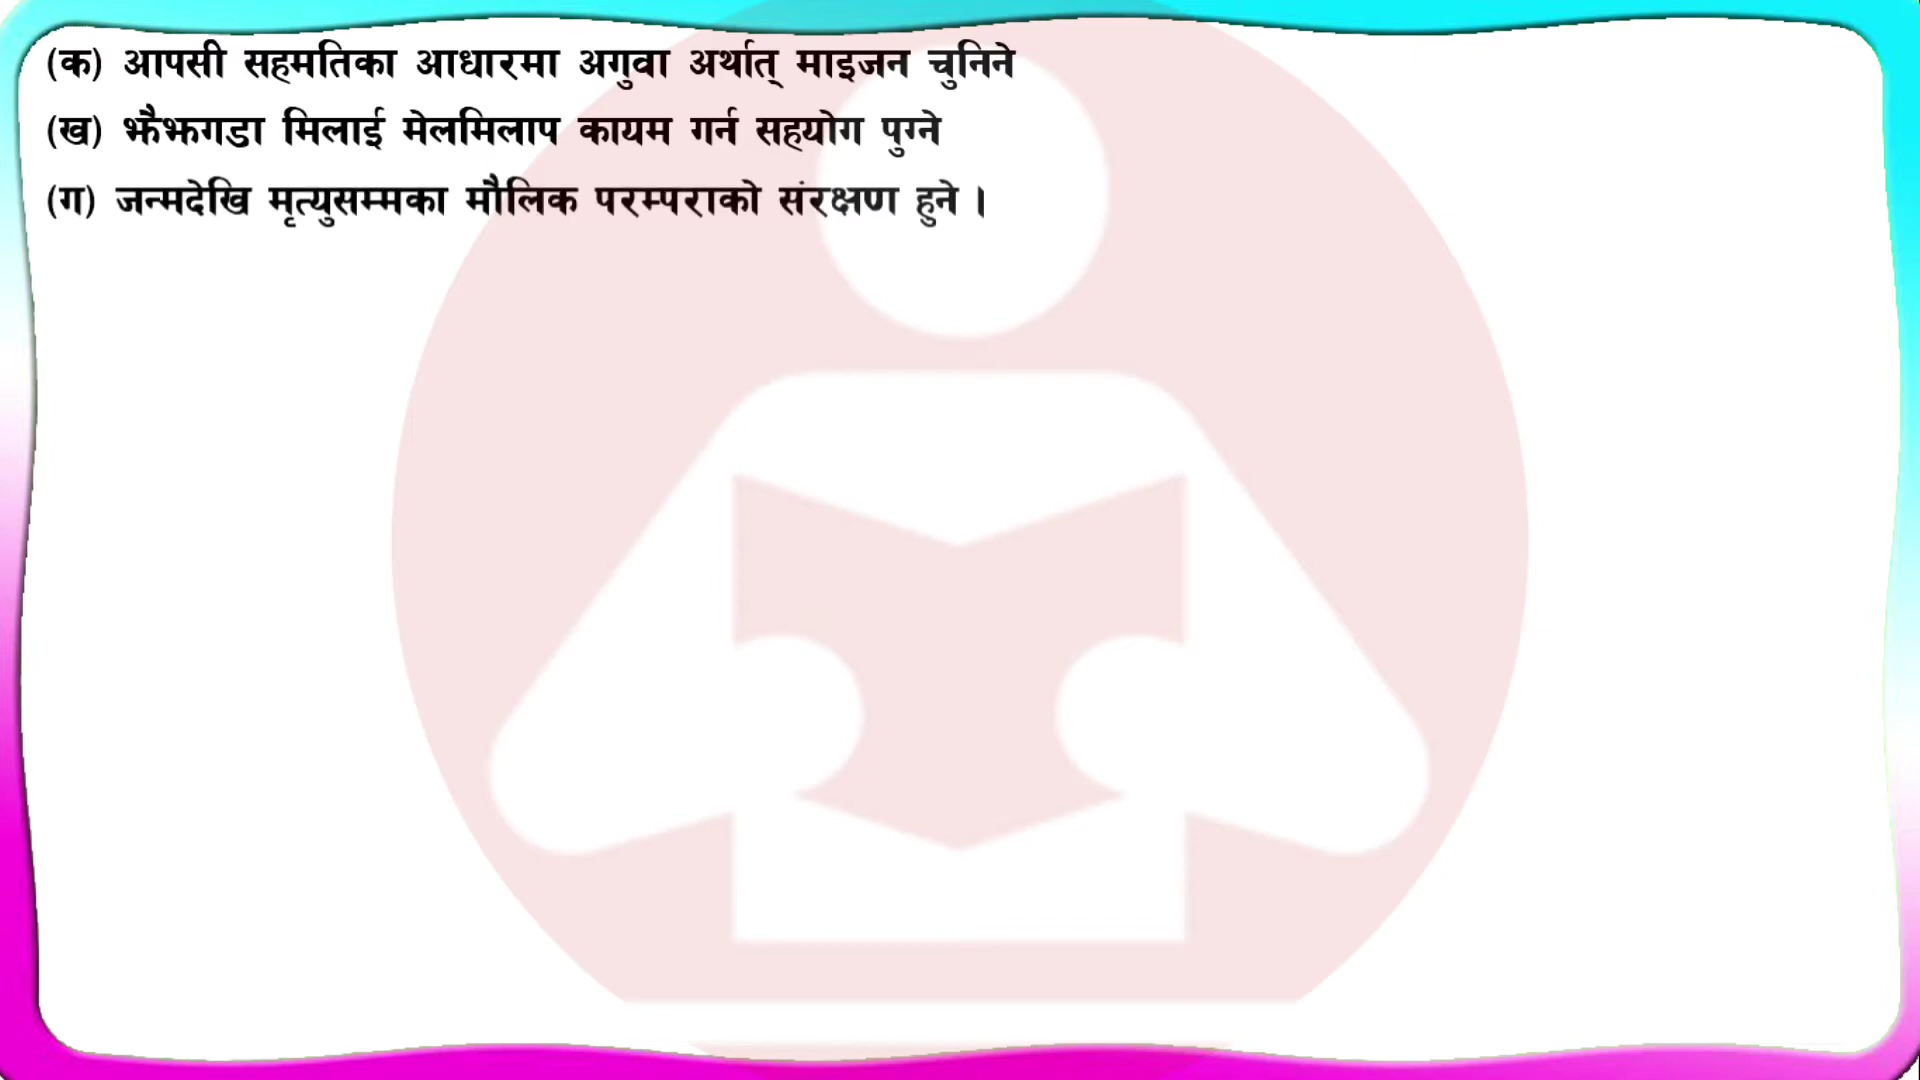 (क) आपसी सहमतिका आधारमा अगुवा अर्थात् माइजन चुनिने
(ख) झैझगडा मिलाई मेलमिलाप कायम गर्न सहयोग पुग्ने
(ग) जन्मदेखि मृत्युसम्मका मौलिक परम्पराको संरक्षण हुने ।